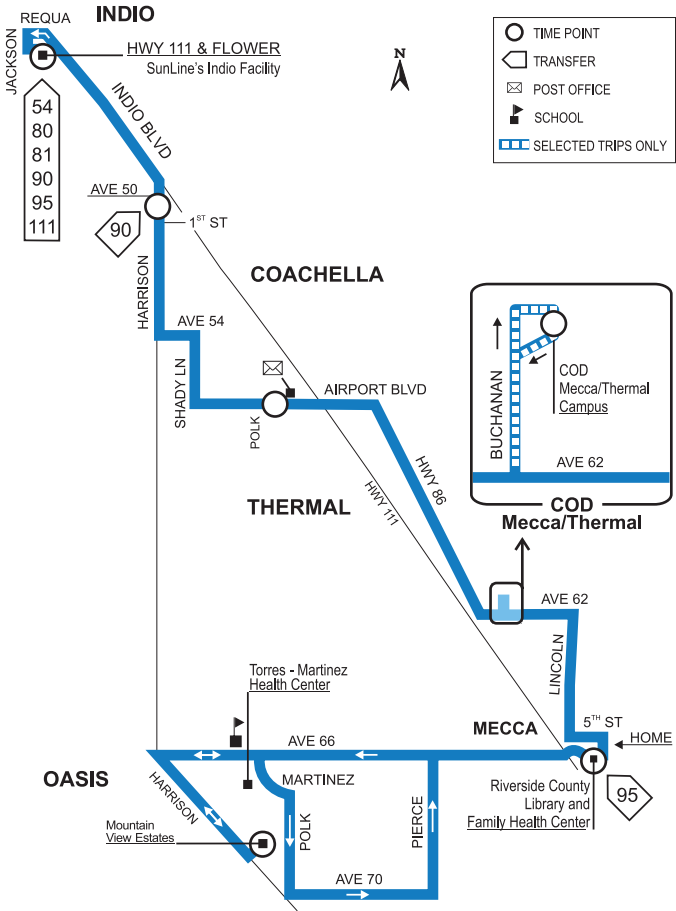 INDIO
REQUA
JACKSON
HWY 111 & FLOWER
SunLine's Indio Facility
54
80
81
90
95
111
INDIO BLVD
N
TIME POINT
TRANSFER
POST OFFICE
SCHOOL
SELECTED TRIPS ONLY
AVE 50
90
1ST ST
HARRISON
COACHELLA
AVE 54
SHADY LN
POLK
AIRPORT BLVD
HWY 86
HWY 111
THERMAL
BUCHANAN
COD
Mecca/Thermal
Campus
AVE 62
COD
Mecca/Thermal
AVE 62
LINCOLN
5TH ST
HOME
MECCA
Torres - Martinez
Health Center
AVE 66
OASIS
HARRISON
MARTINEZ
POLK
PIERCE
Mountain
View Estates
AVE 70
Riverside County
Library and
Family Health Center
95